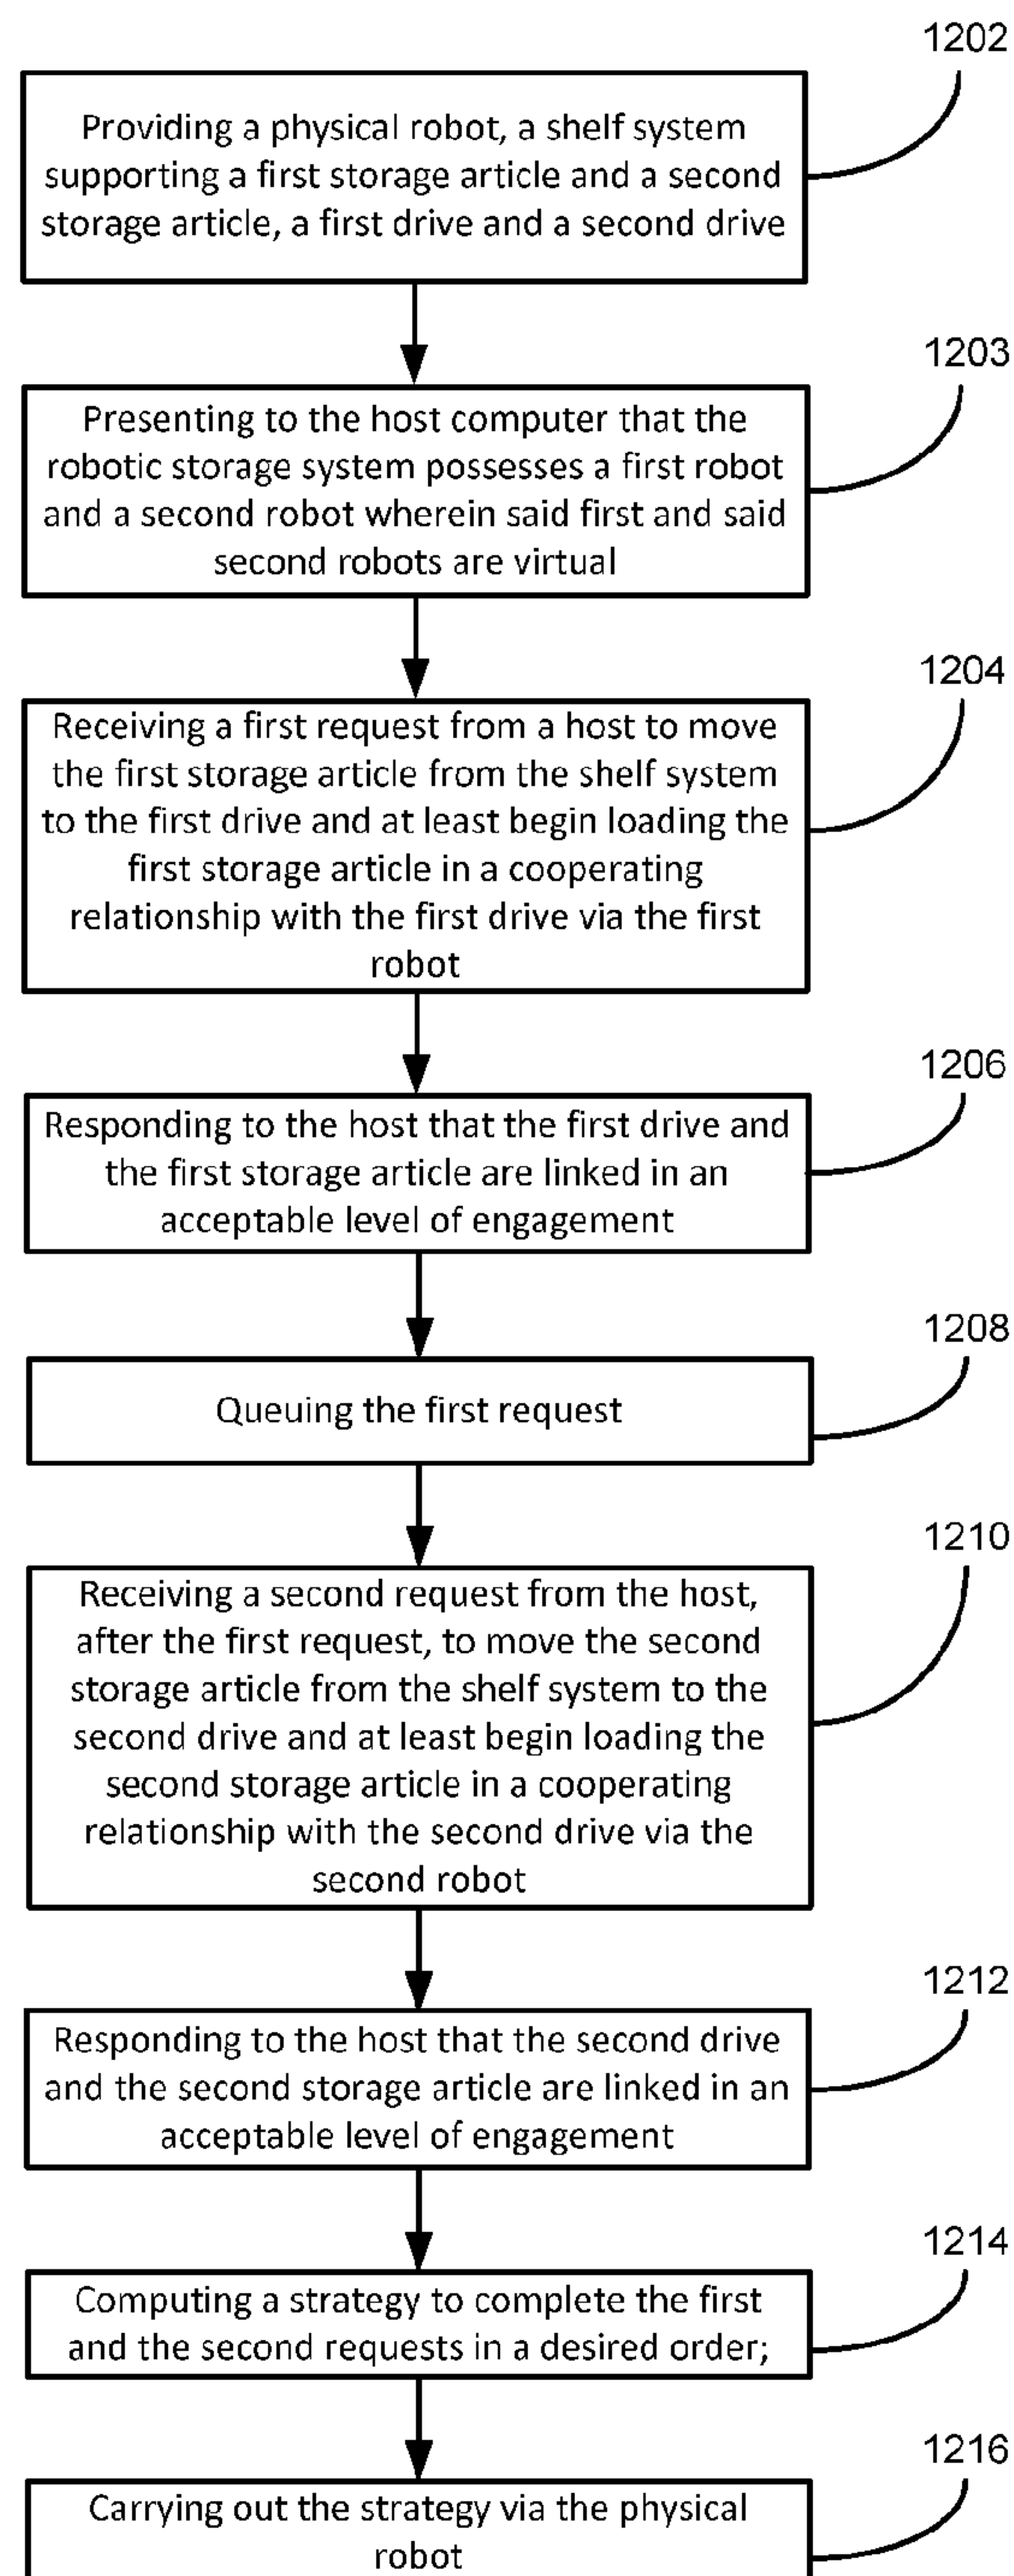 1202
Providing a physical robot, a shelf system
supporting a first storage article and a second
storage article, a first drive and a second drive
1203
Presenting to the host computer that the
robotic storage system possesses a first robot
and a second robot wherein said first and said
second robots are virtual
1204
Receiving a first request from a host to move
the first storage article from the shelf system
to the first drive and at least begin loading the
first storage article in a cooperating
relationship with the first drive via the first
robot
1206
Responding to the host that the first drive and
the first storage article are linked in an
acceptable level of engagement
1208
Queuing the first request
1210
Receiving a second request from the host,
after the first request, to move the second
storage article from the shelf system to the
second drive and at least begin loading the
second storage article in a cooperating
relationship with the second drive via the
second robot
1212
Responding to the host that the second drive
and the second storage article are linked in an
acceptable level of engagement
1214
Computing a strategy to complete the first
and the second requests in a desired order;
1216
Carrying out the strategy via the physical
robot